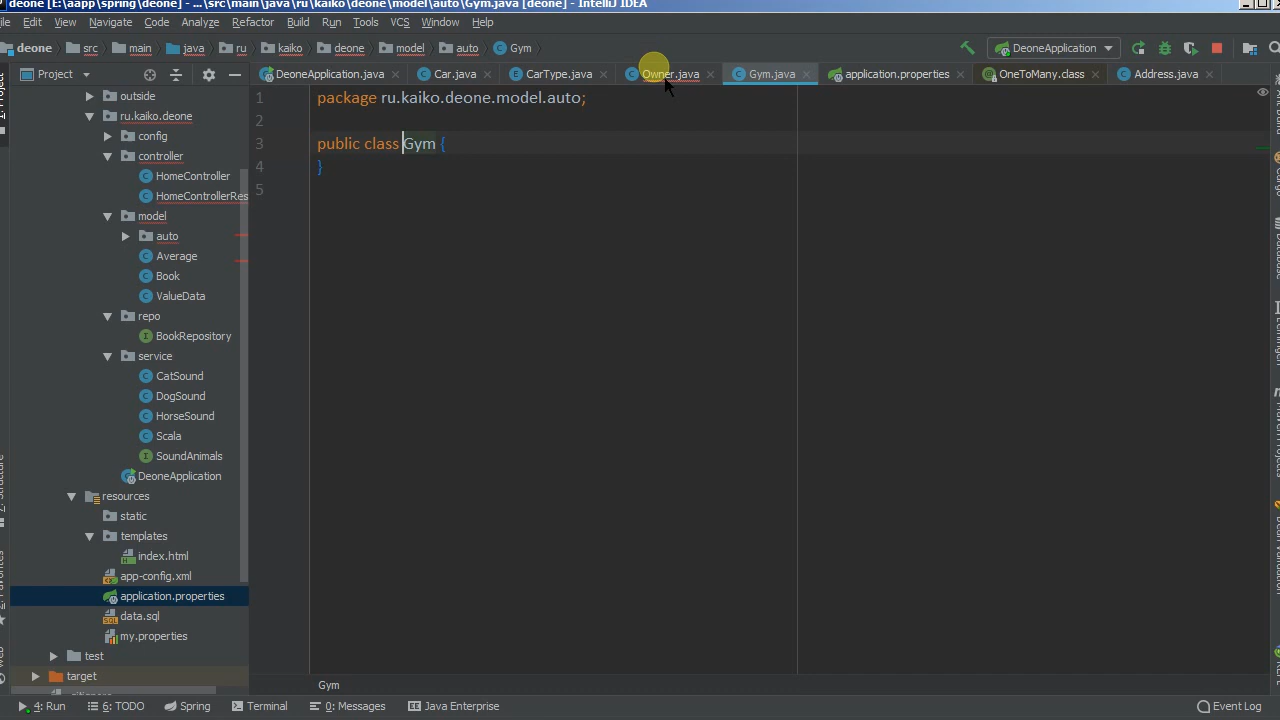 deone [E:\aapp\spring\deone] - ...\src\main\java\ru\kaiko\deone\model\auto\Gym.java [deone] - IntelliJ IDEA
File Edit View Navigate Code Analyze Refactor Build Run Tools VCS Window Help
deone src main java ru kaiko deone model auto Gym
DeoneApplication
Project
DeoneApplication.java Car.java CarType.java Owner.java Gym.java application.properties OneToMany.class Address.java
outside
ru.kaiko.deone
config
controller
HomeController
HomeControllerRes
model
auto
Average
Book
ValueData
repo
BookRepository
service
CatSound
DogSound
HorseSound
Scala
SoundAnimals
DeoneApplication
resources
static
templates
index.html
app-config.xml
application.properties
data.sql
my.properties
test
target
.gitignore
1 package ru.kaiko.deone.model.auto;
2
3 public class Gym {
4 }
5
Gym
4: Run 6: TODO Spring Terminal 0: Messages Java Enterprise Event Log